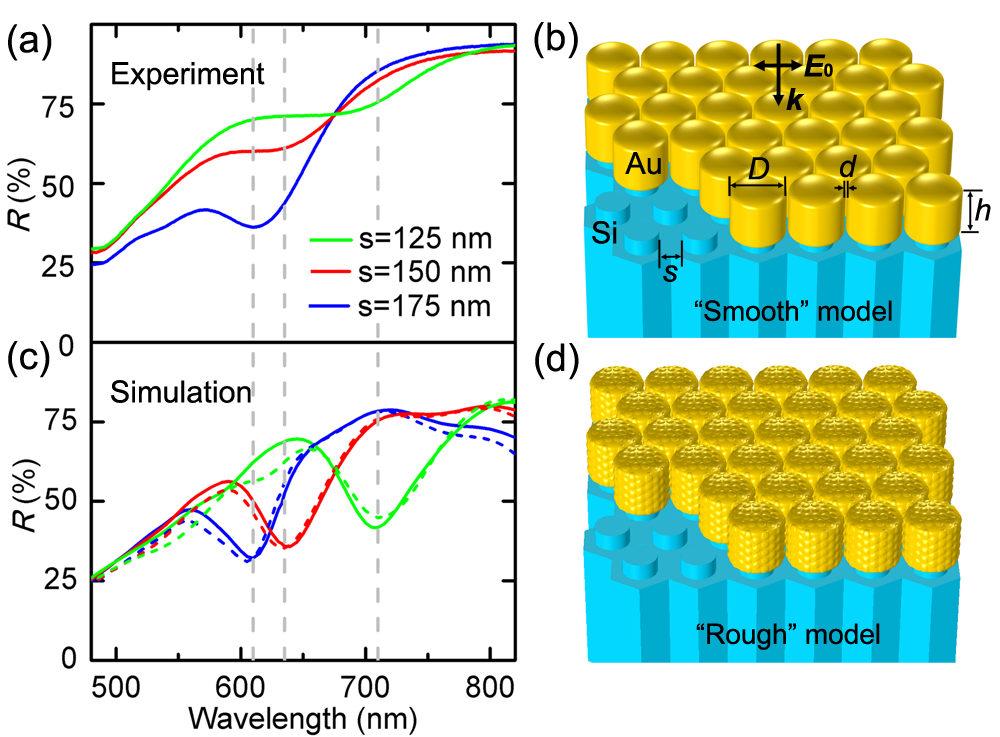 (a)
Experiment
R (%)
75
50
25
0
s=125 nm
s=150 nm
s=175 nm
(b)
E0
k
Au
D
d
h
Si
s
“Smooth” model
(c)
Simulation
R (%)
75
50
25
0
500 600 700 800
Wavelength (nm)
(d)
“Rough” model